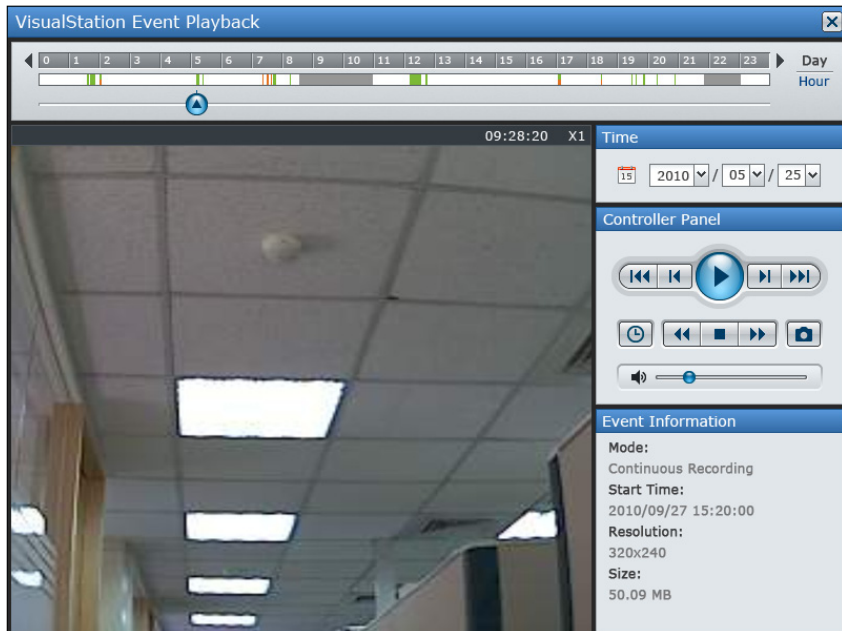 VisualStation Event Playback
0 1 2 3 4 5 6 7 8 9 10 11 12 13 14 15 16 17 18 19 20 21 22 23
Day
Hour
09:28:20 X1
Time
15 2010 / 05 / 25
Controller Panel
Event Information
Mode:
Continuous Recording
Start Time:
2010/09/27 15:20:00
Resolution:
320x240
Size:
50.09 MB